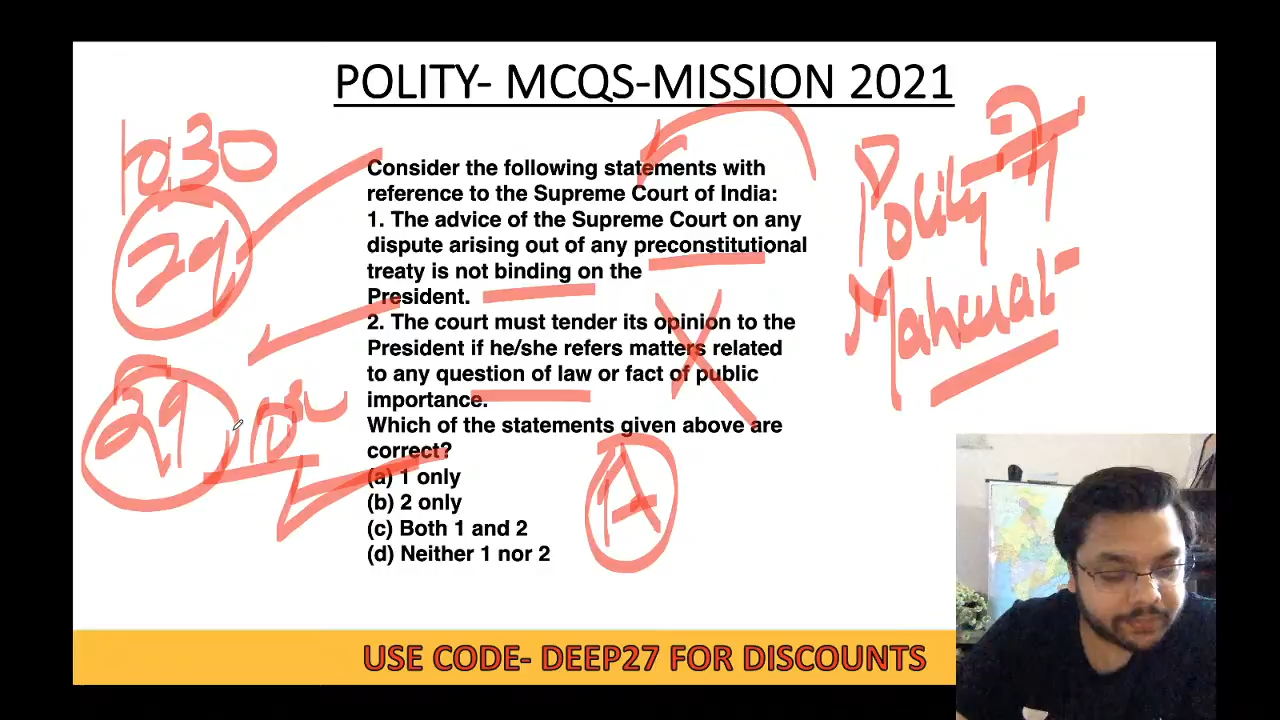 POLITY- MCQS-MISSION 2021
1030
29
Consider the following statements with
reference to the Supreme Court of India:
1. The advice of the Supreme Court on any
dispute arising out of any preconstitutional
treaty is not binding on the
President.
2. The court must tender its opinion to the
President if he/she refers matters related
to any question of law or fact of public
importance.
Which of the statements given above are
correct?
(a) 1 only
(b) 2 only
(c) Both 1 and 2
(d) Neither 1 nor 2
Polity
29
A
USE CODE- DEEP27 FOR DISCOUNTS